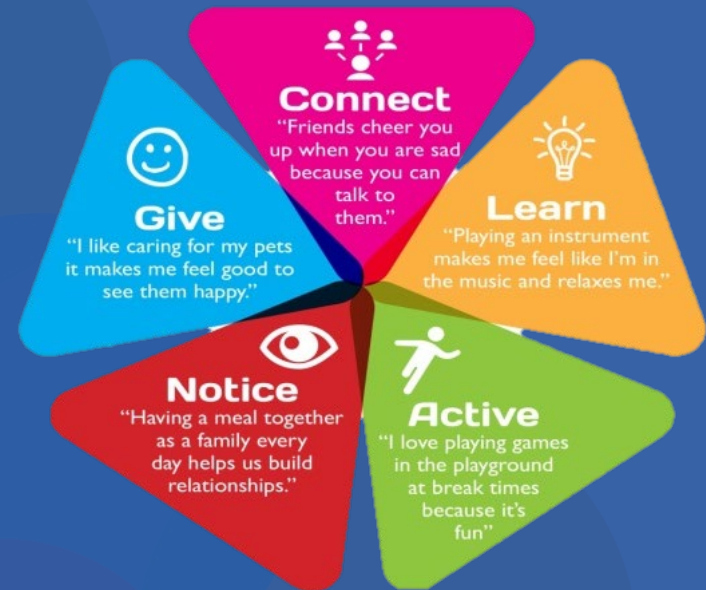 Connect
“Friends cheer you
up when you are sad
because you can
talk to
them.”
Learn
“Playing an instrument
makes me feel like I’m in
the music and relaxes me.”
Active
“I love playing games
in the playground
at break times
because it’s
fun”
Notice
“Having a meal together
as a family every
day helps us build
relationships.”
Give
“I like caring for my pets
it makes me feel good to
see them happy.”